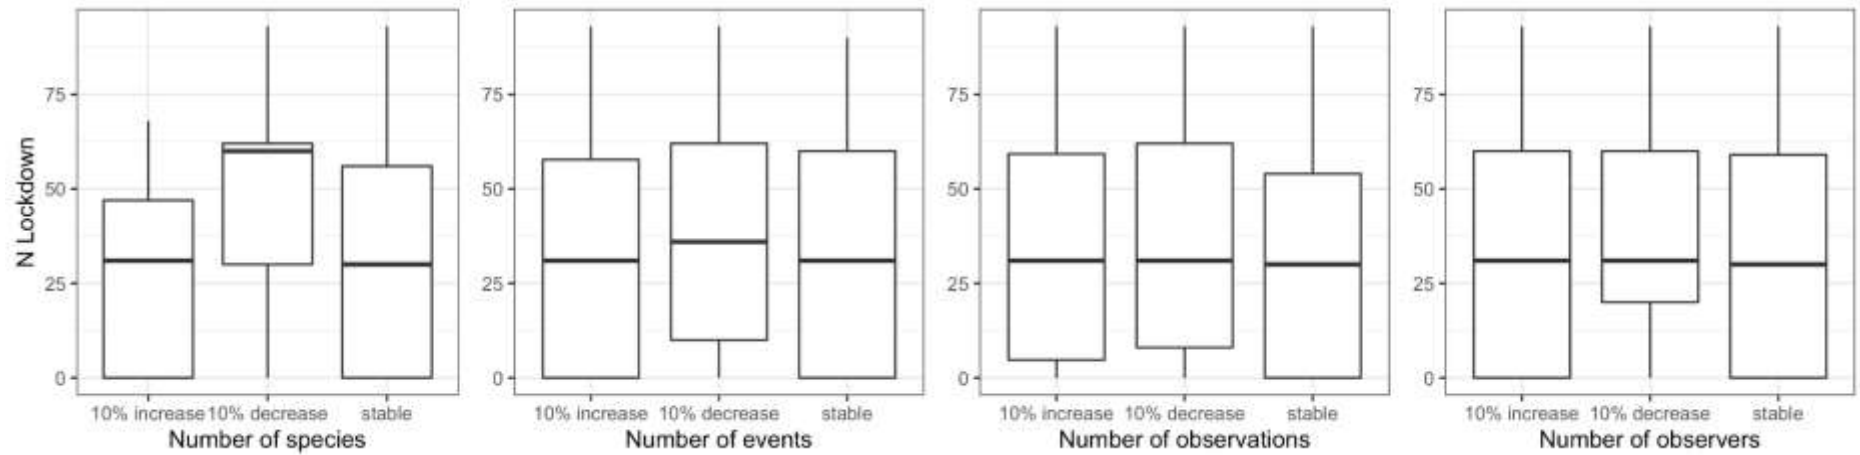 N Lockdown
75
50
25
0
10% increase 10% decrease stable
Number of species
75
50
25
0
10% increase 10% decrease stable
Number of events
75
50
25
0
10% increase 10% decrease stable
Number of observations
75
50
25
0
10% increase 10% decrease stable
Number of observers